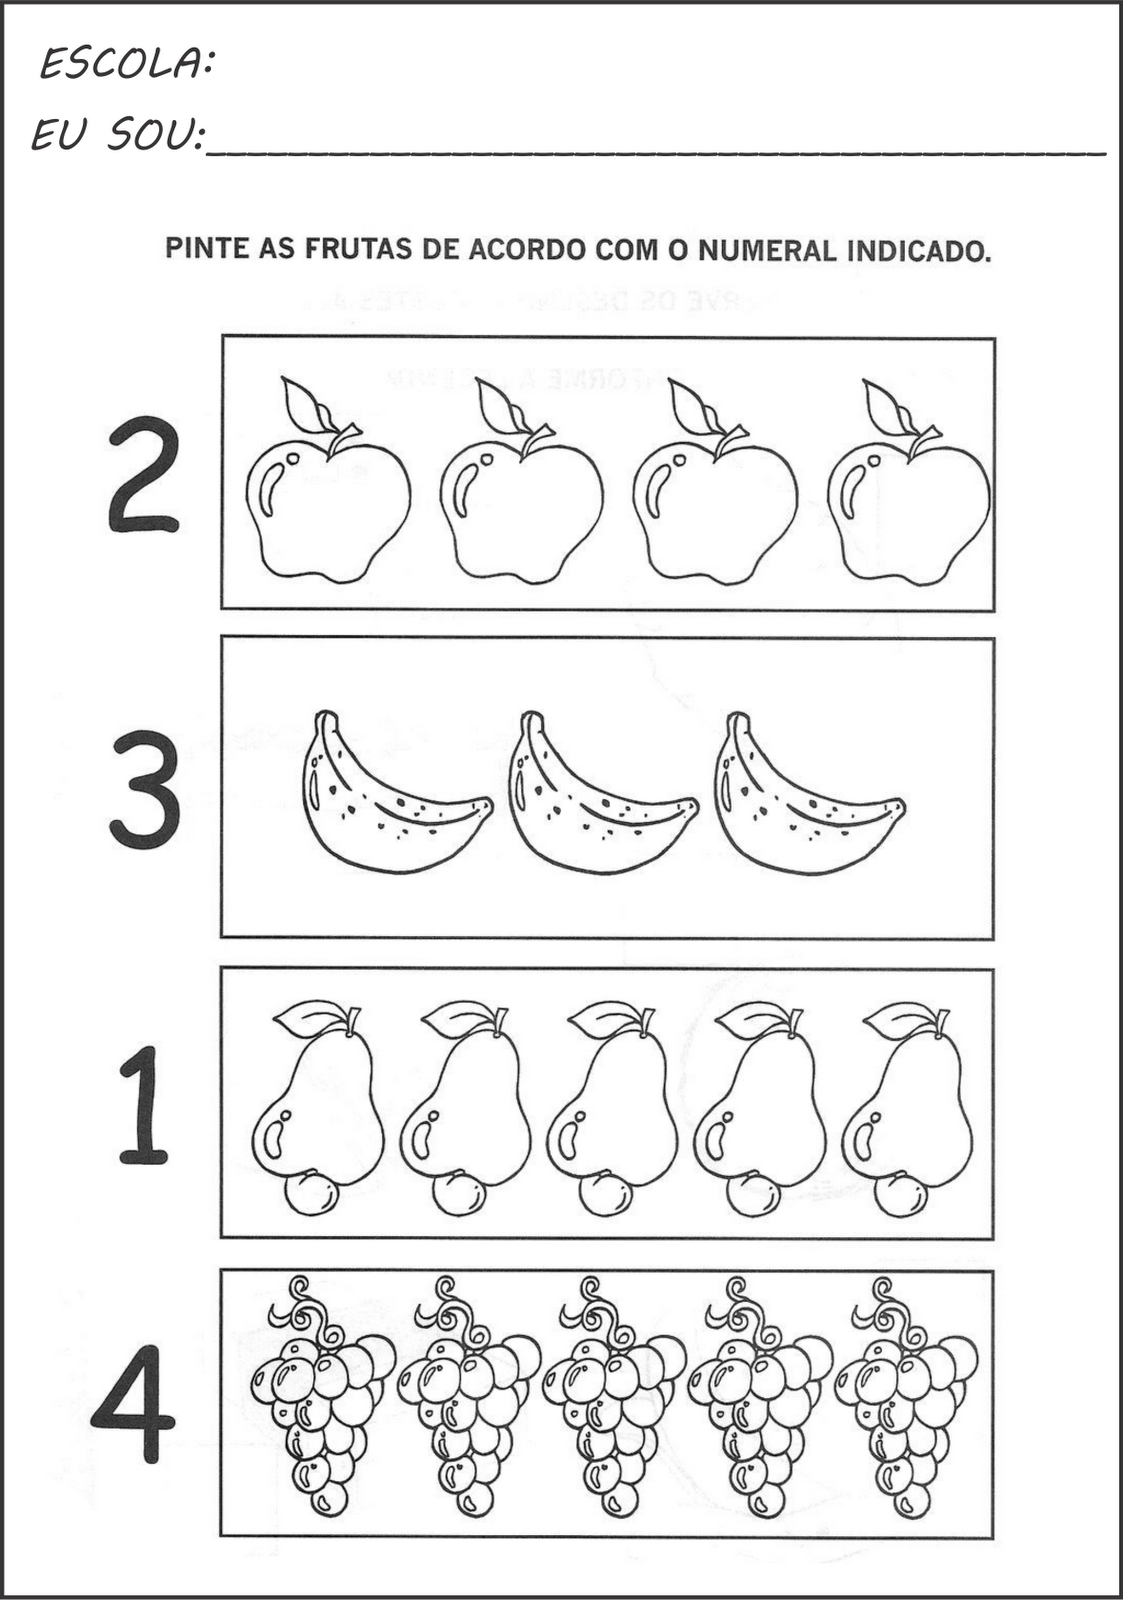 ESCOLA:
EU SOU:
PINTE AS FRUTAS DE ACORDO COM O NUMERAL INDICADO.
2
3
1
4